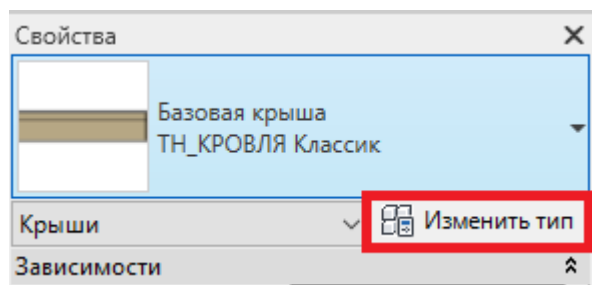 Свойства
Базовая крыша
ТН_КРОВЛЯ Классик
Крыши
Изменить тип
Зависимости